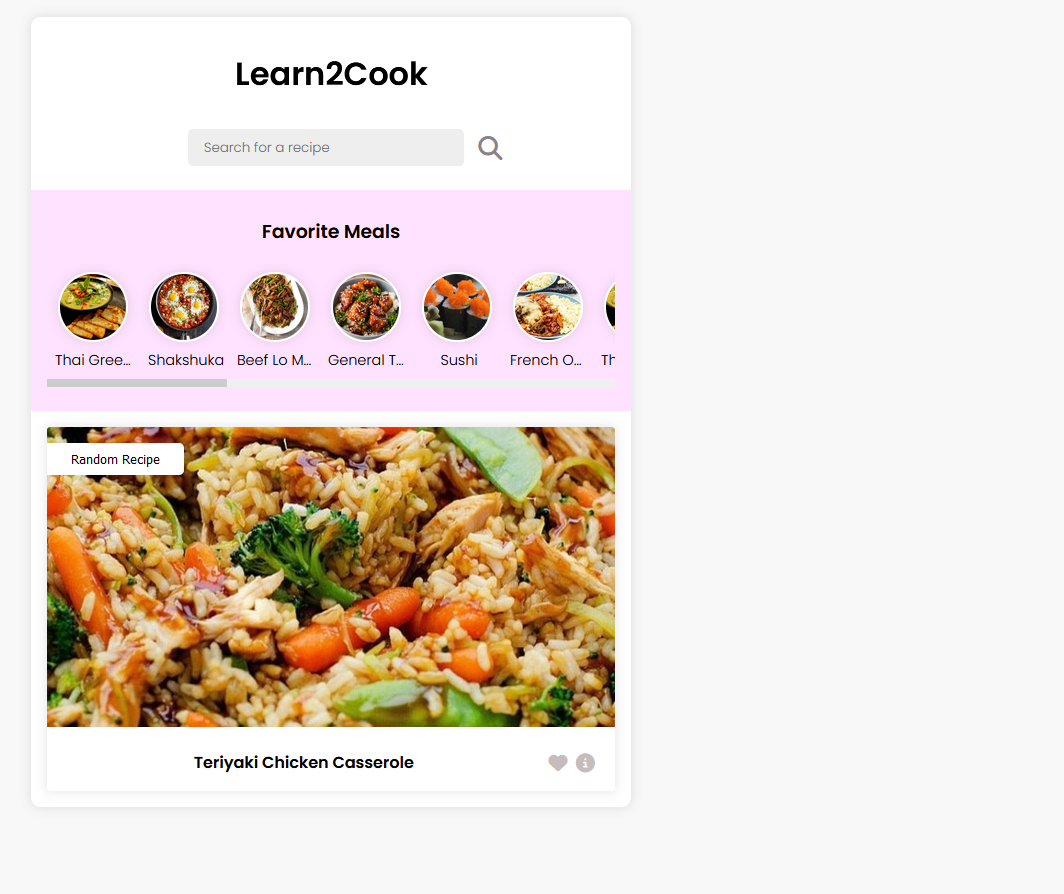 Learn2Cook
Search for a recipe
Favorite Meals
Thai Gree... Shakshuka Beef Lo M... General T... Sushi French O... Th
Random Recipe
Teriyaki Chicken Casserole